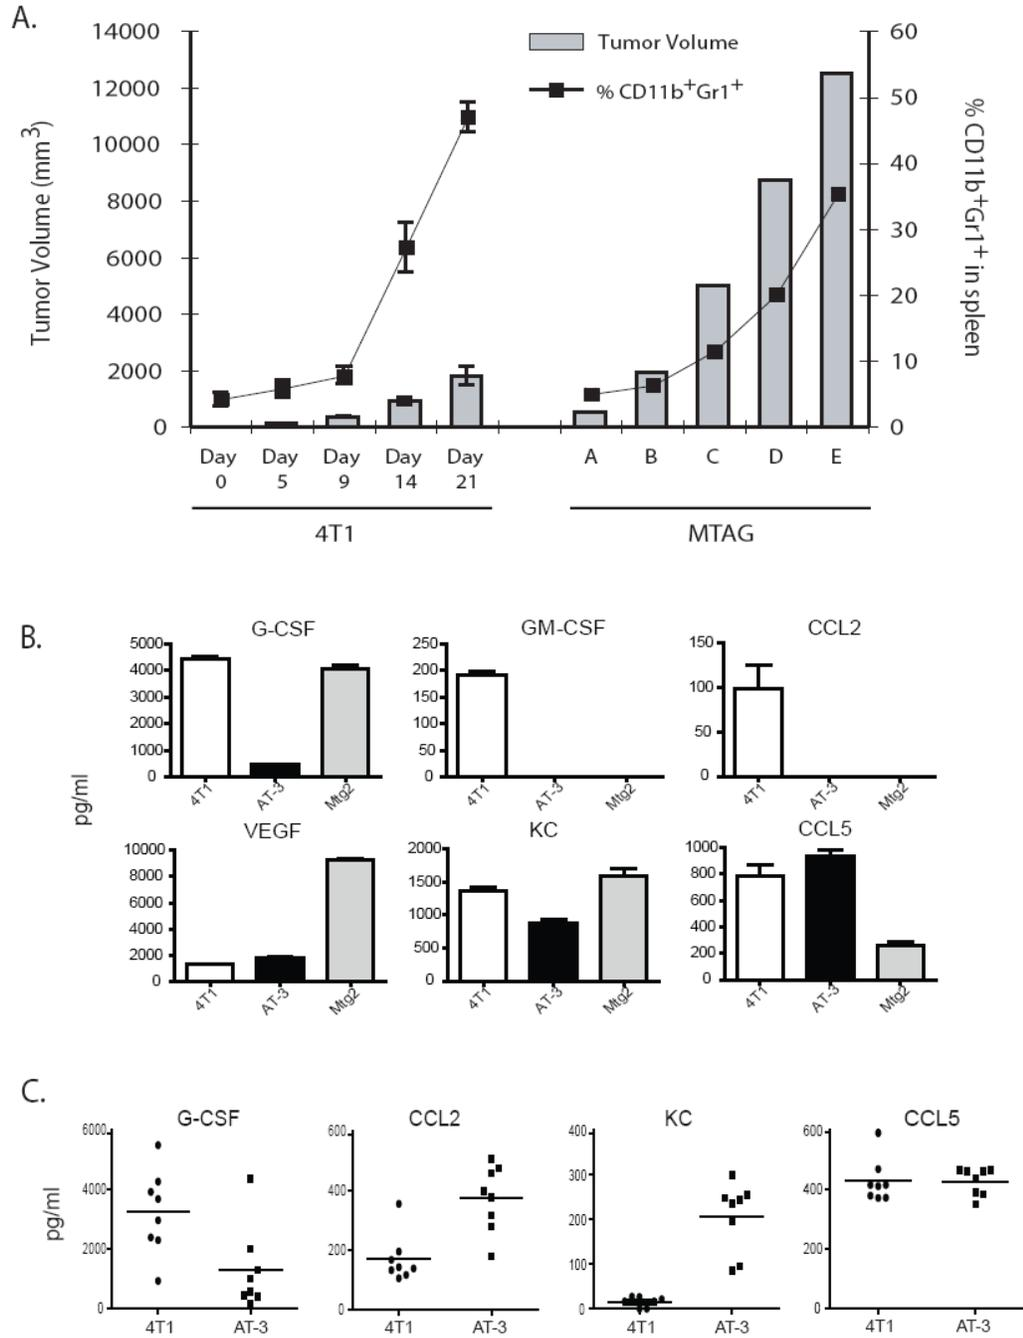 A.
Tumor Volume
% CD11b+Gr1+
14000
12000
10000
8000
6000
4000
2000
0
Tumor Volume (mm3)
60
50
40
30
20
10
0
% CD11b+Gr1+ in spleen
Day 0
Day 5
Day 9
Day 14
Day 21
A B C D E
4T1
MTAG
B.
pg/ml
G-CSF
5000
4000
3000
2000
1000
0
4T1 AT-3 Mtg2
GM-CSF
250
200
150
100
50
0
4T1 AT-3 Mtg2
CCL2
150
100
50
0
4T1 AT-3 Mtg2
VEGF
10000
8000
6000
4000
2000
0
4T1 AT-3 Mtg2
KC
2000
1500
1000
500
0
4T1 AT-3 Mtg2
CCL5
1000
800
600
400
200
0
4T1 AT-3 Mtg2
C.
pg/ml
G-CSF
6000
4000
2000
0
4T1 AT-3
CCL2
600
400
200
0
4T1 AT-3
KC
400
300
200
100
0
4T1 AT-3
CCL5
600
400
200
0
4T1 AT-3